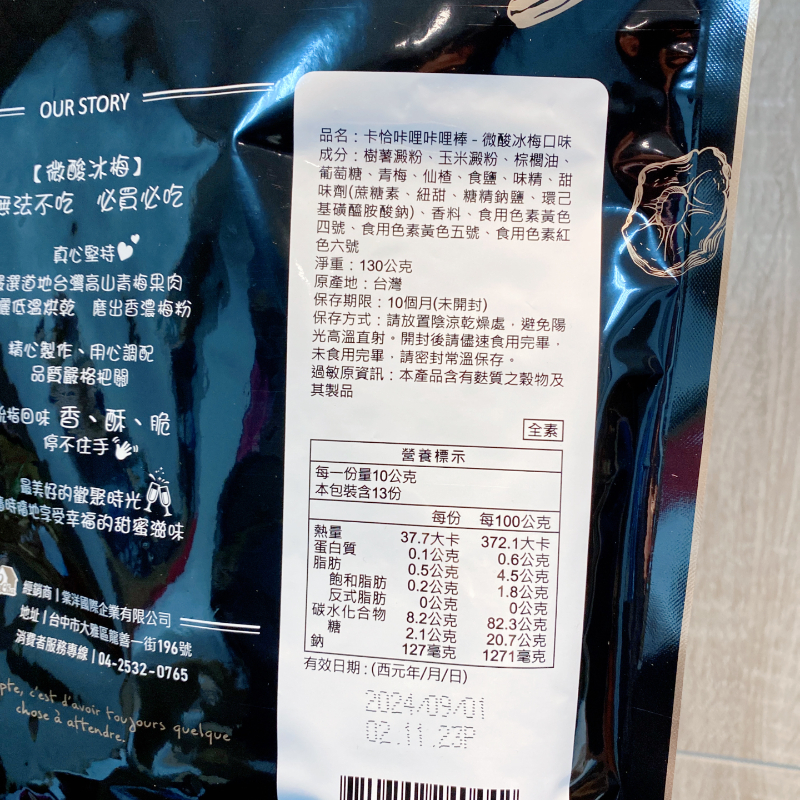 OUR STORY
【微酸冰梅】
無法不吃 必買必吃
真心堅持
嚴選道地台灣高山青梅果肉
低溫烘乾 磨出香濃梅粉
精心製作、用心調配
品質嚴格把關
梅回味 香、酥、脆
停不住手
最美好的歡聚時光
隨時隨地享受幸福的甜蜜滋味
經銷商 | 業洋國際企業有限公司
地址 | 台中市大雅區龍善一街196號
消費者服務專線 | 04-2532-0765
c'est d'avoir toujours quelque
chose à attendre.
品名：卡恰咔哩咔哩棒 - 微酸冰梅口味
成分：樹薯澱粉、玉米澱粉、棕櫚油、
葡萄糖、青梅、仙楂、食鹽、味精、甜
味劑(蔗糖素、紐甜、糖精鈉鹽、環己
基磺醯胺酸鈉)、香料、食用色素黃色
四號、食用色素黃色五號、食用色素紅
色六號
淨重：130公克
原產地：台灣
保存期限：10個月(未開封)
保存方式：請放置陰涼乾燥處，避免陽
光高溫直射。開封後請儘速食用完畢，
未食用完畢，請密封常溫保存。
過敏原資訊：本產品含有麩質之穀物及
其製品
全素
營養標示
每一份量10公克
本包裝含13份
每份 每100公克
熱量 37.7大卡 372.1大卡
蛋白質 0.1公克 0.6公克
脂肪 0.5公克 4.5公克
飽和脂肪 0.2公克 1.8公克
反式脂肪 0公克 0公克
碳水化合物 8.2公克 82.3公克
糖 2.1公克 20.7公克
鈉 127毫克 1271毫克
有效日期：(西元年/月/日)
2024/09/01
02.11.23P